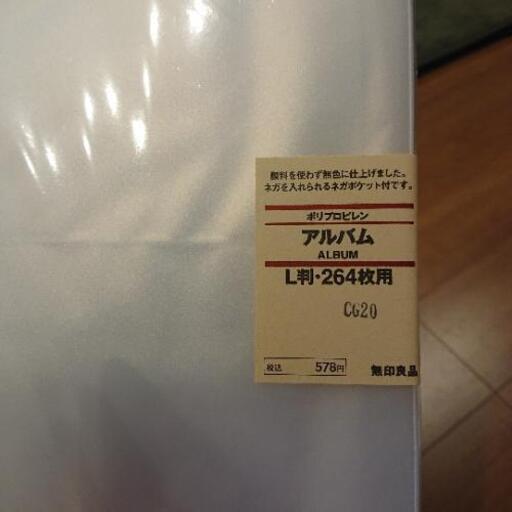 顔料を使わず無色に仕上げました。
ネガを入れられるネガポケット付です。
ポリプロピレン
アルバム
ALBUM
L判・264枚用
CG20
税込 578円
無印良品